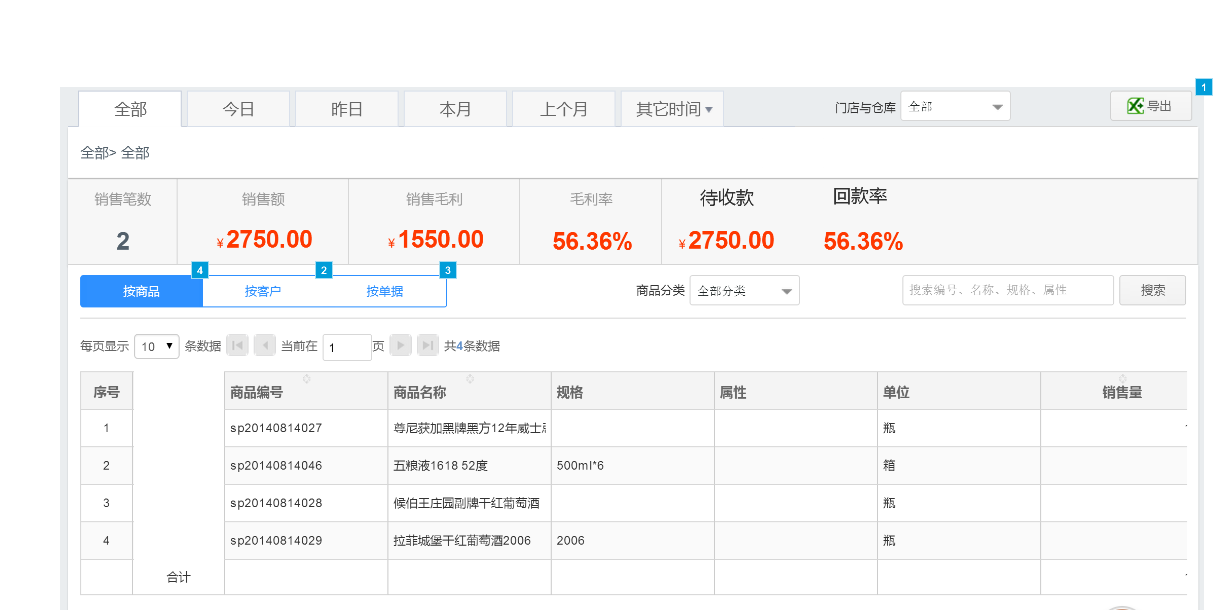 1
全部 今日 昨日 本月 上个月 其它时间 门店与仓库 全部 导出
全部> 全部
销售笔数 销售额 销售毛利 毛利率 待收款 回款率
2 ¥2750.00 ¥1550.00 56.36% ¥2750.00 56.36%
4 2 3
按商品 按客户 按单据 商品分类 全部分类 搜索编号、名称、规格、属性 搜索
每页显示 10 条数据 当前在 1 页 共4条数据
序号 商品编号 商品名称 规格 属性 单位 销售量
1 sp20140814027 尊尼获加黑牌黑方12年威士 瓶
2 sp20140814046 五粮液1618 52度 500ml*6 箱
3 sp20140814028 候伯王庄园副牌干红葡萄酒 瓶
4 sp20140814029 拉菲城堡干红葡萄酒2006 2006 瓶
合计